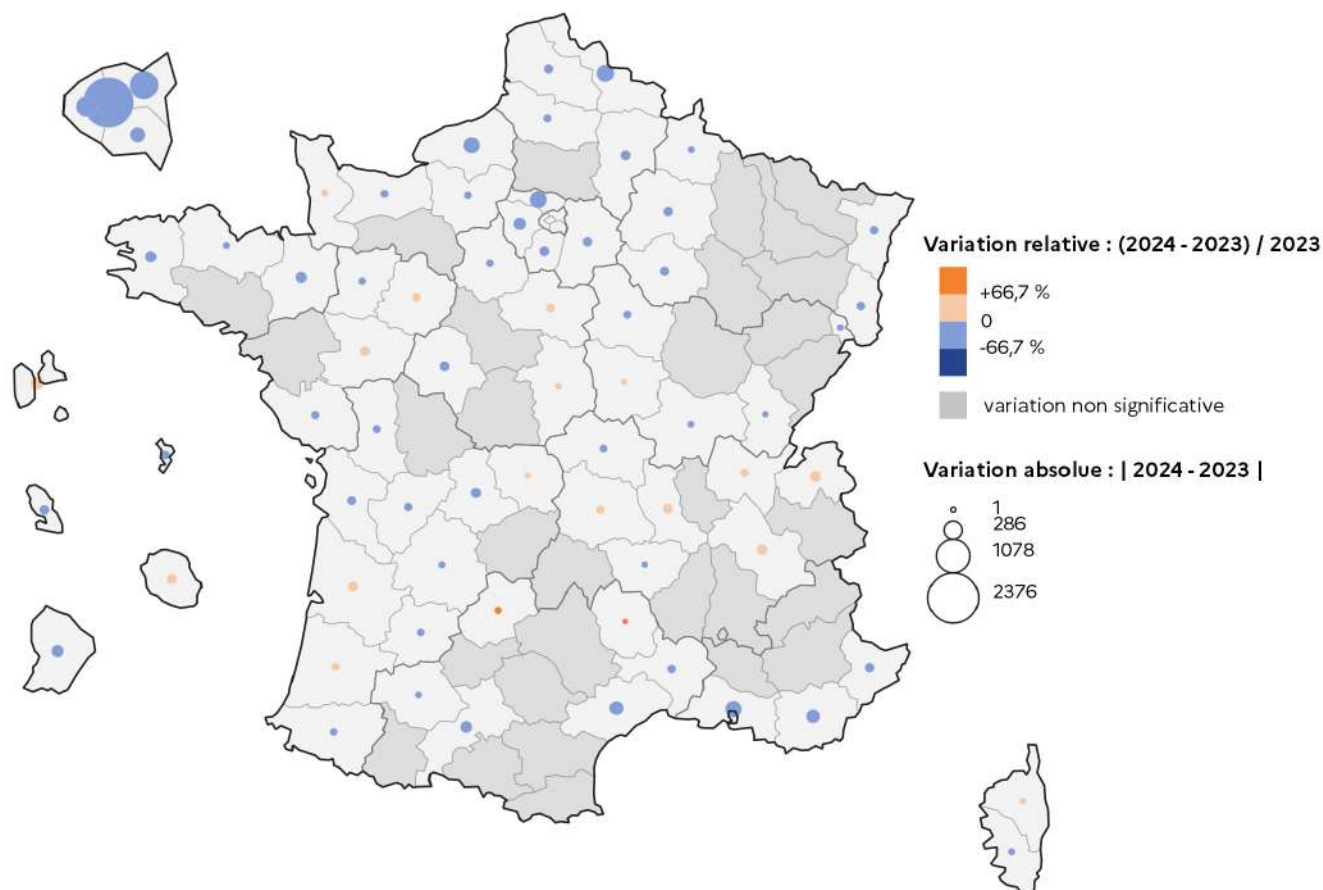 Variation relative : (2024 - 2023) / 2023
+66,7 %
0
-66,7 %
variation non significative
Variation absolue : | 2024 - 2023 |
1
286
1078
2376